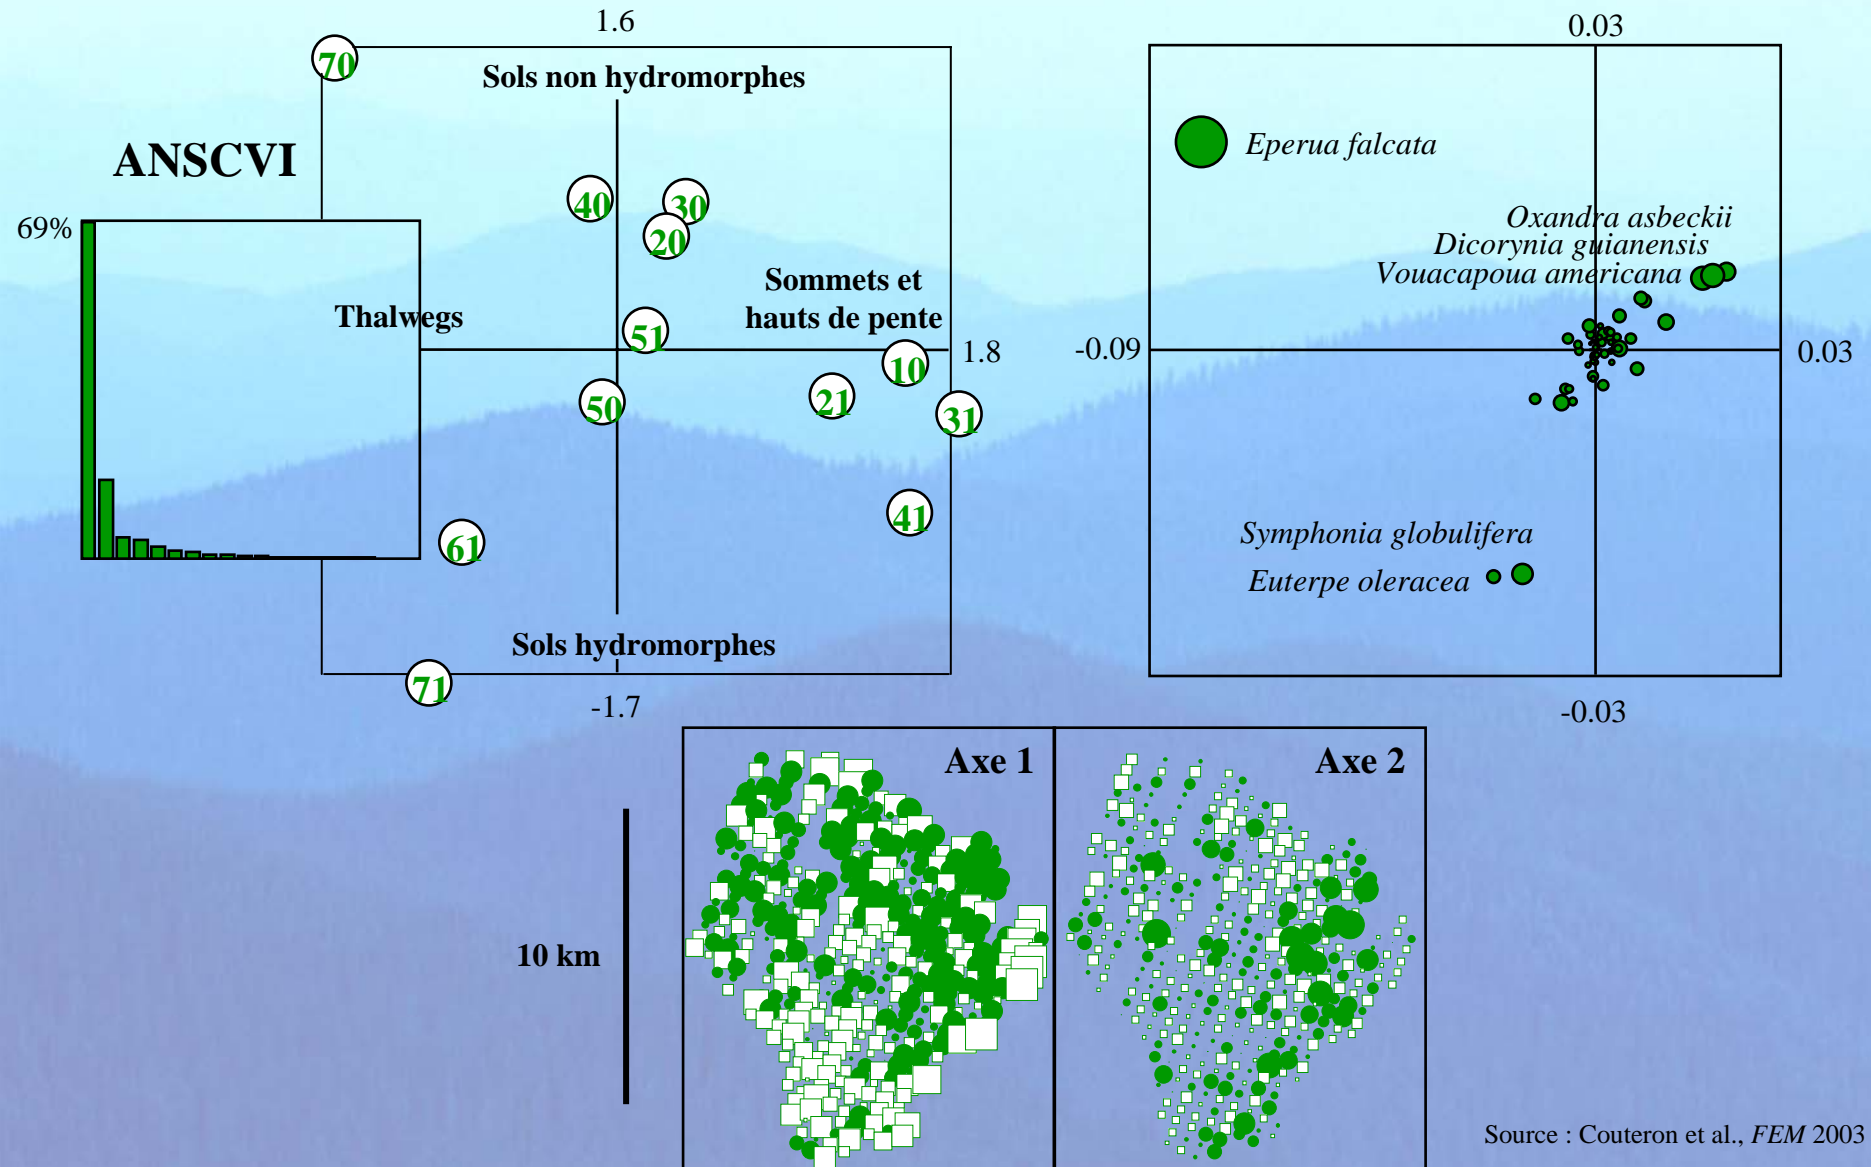 1.6
70
Sols non hydromorphes
ANSCVI
40
30
20
69%
Sommets et
hauts de pente
Thalwegs
51
1.8
10
21
50
31
41
61
Sols hydromorphes
71
-1.7
0.03
Eperua falcata
Oxandra asbeckii
Dicorynia guianensis
Vouacapoua americana
-0.09
0.03
Symphonia globulifera
Euterpe oleracea
-0.03
Axe 1
Axe 2
10 km
Source : Couteron et al., FEM 2003